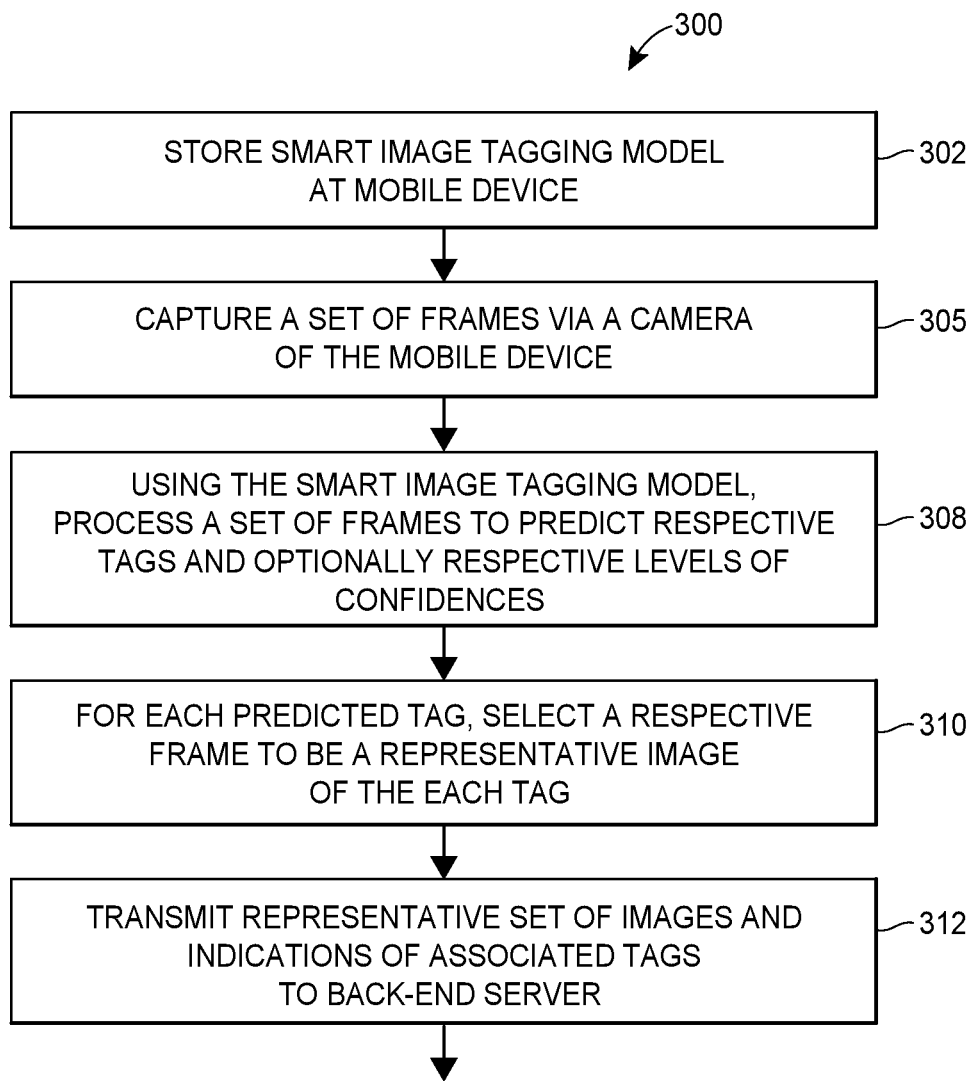 300
STORE SMART IMAGE TAGGING MODEL
AT MOBILE DEVICE
302
CAPTURE A SET OF FRAMES VIA A CAMERA
OF THE MOBILE DEVICE
305
USING THE SMART IMAGE TAGGING MODEL,
PROCESS A SET OF FRAMES TO PREDICT RESPECTIVE
TAGS AND OPTIONALLY RESPECTIVE LEVELS OF
CONFIDENCES
308
FOR EACH PREDICTED TAG, SELECT A RESPECTIVE
FRAME TO BE A REPRESENTATIVE IMAGE
OF THE EACH TAG
310
TRANSMIT REPRESENTATIVE SET OF IMAGES AND
INDICATIONS OF ASSOCIATED TAGS
TO BACK-END SERVER
312